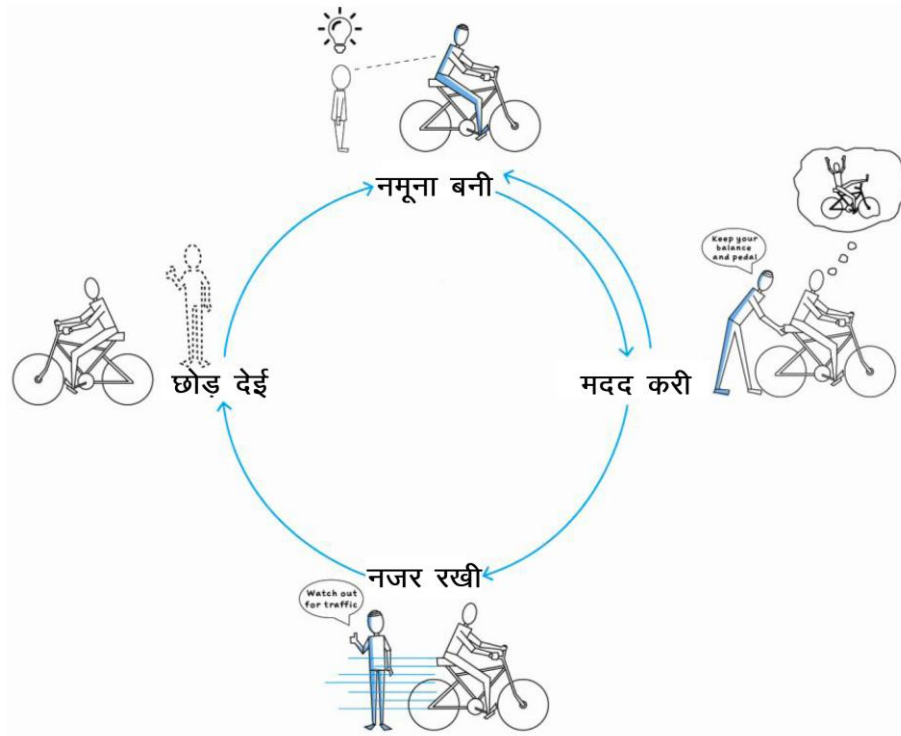 नमूना बनी
Keep your
balance
and pedal
छोड़ देई
मदद करी
नजर रखी
Watch out
for traffic